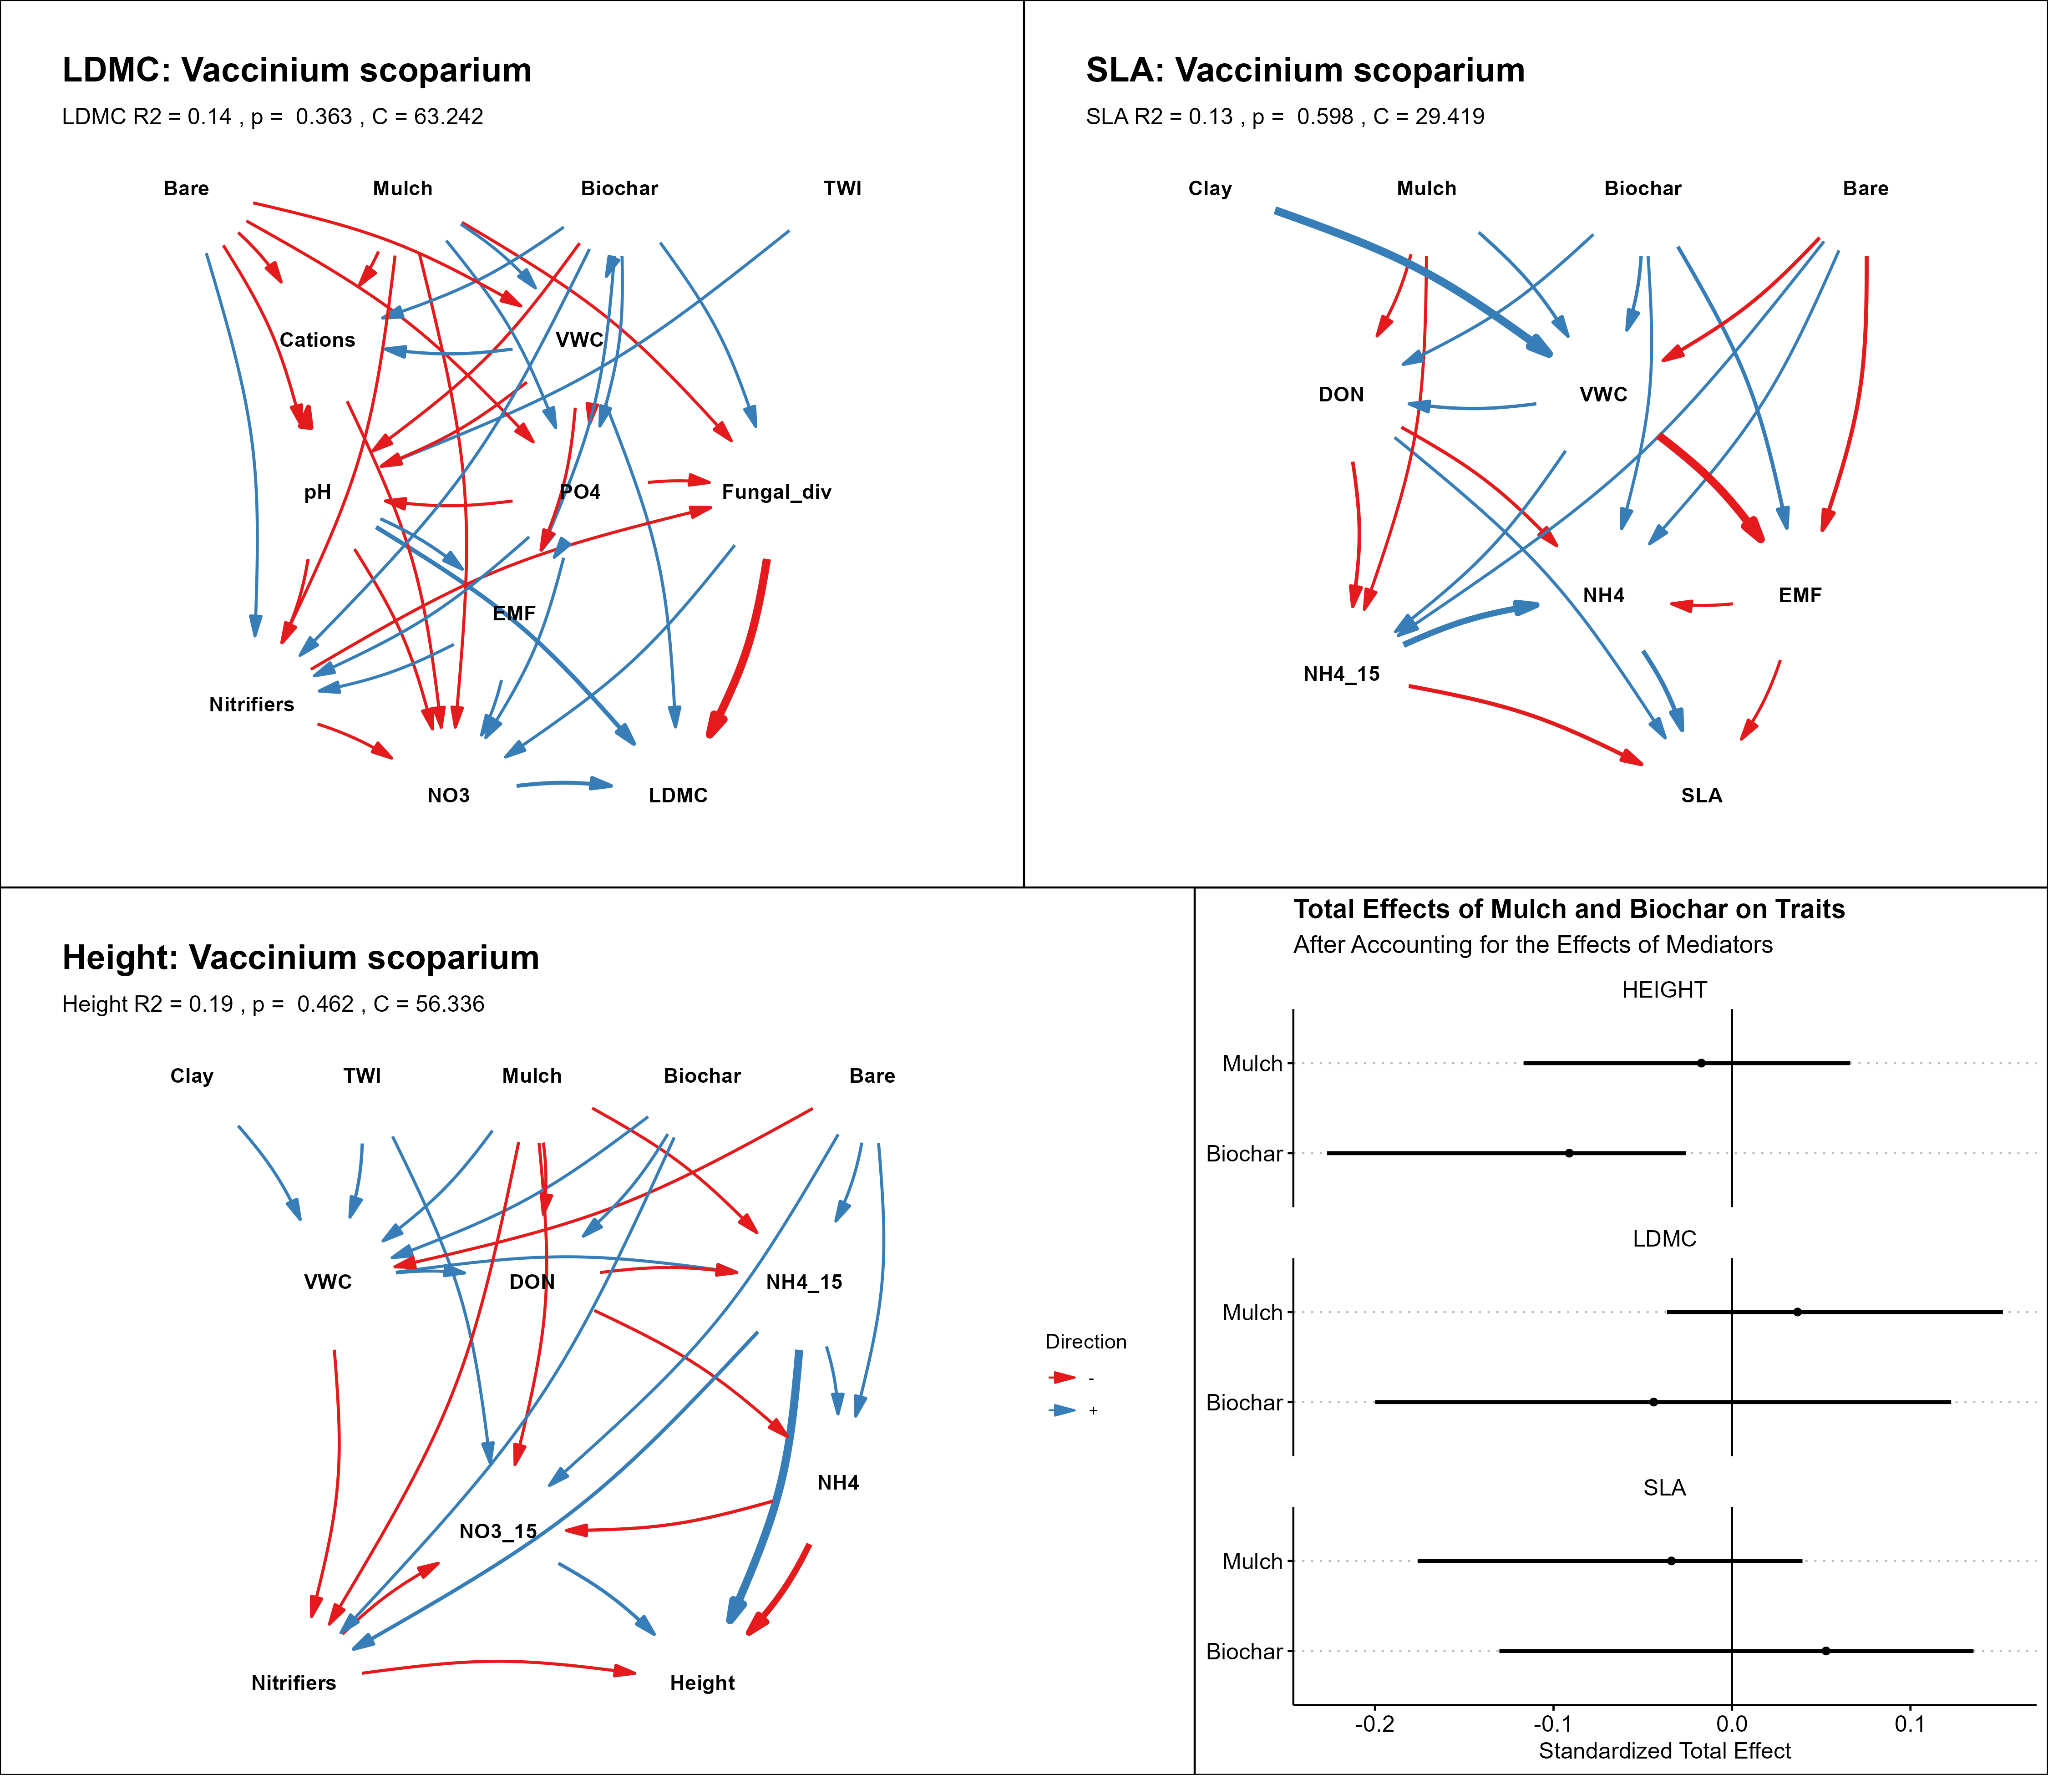 LDMC: Vaccinium scoparium
LDMC R2 = 0.14 , p =  0.363 , C = 63.242
Bare Mulch Biochar TWI
Cations VWC
pH PO4 Fungal_div
EMF
Nitrifiers
NO3 LDMC
SLA: Vaccinium scoparium
SLA R2 = 0.13 , p =  0.598 , C = 29.419
Clay Mulch Biochar Bare
DON VWC
NH4 EMF
NH4_15
SLA
Height: Vaccinium scoparium
Height R2 = 0.19 , p =  0.462 , C = 56.336
Clay TWI Mulch Biochar Bare
VWC DON NH4_15
NH4
NO3_15
Nitrifiers Height
Direction
-
+
Total Effects of Mulch and Biochar on Traits
After Accounting for the Effects of Mediators
HEIGHT
Mulch
Biochar
LDMC
Mulch
Biochar
SLA
Mulch
Biochar
-0.2 -0.1 0.0 0.1
Standardized Total Effect